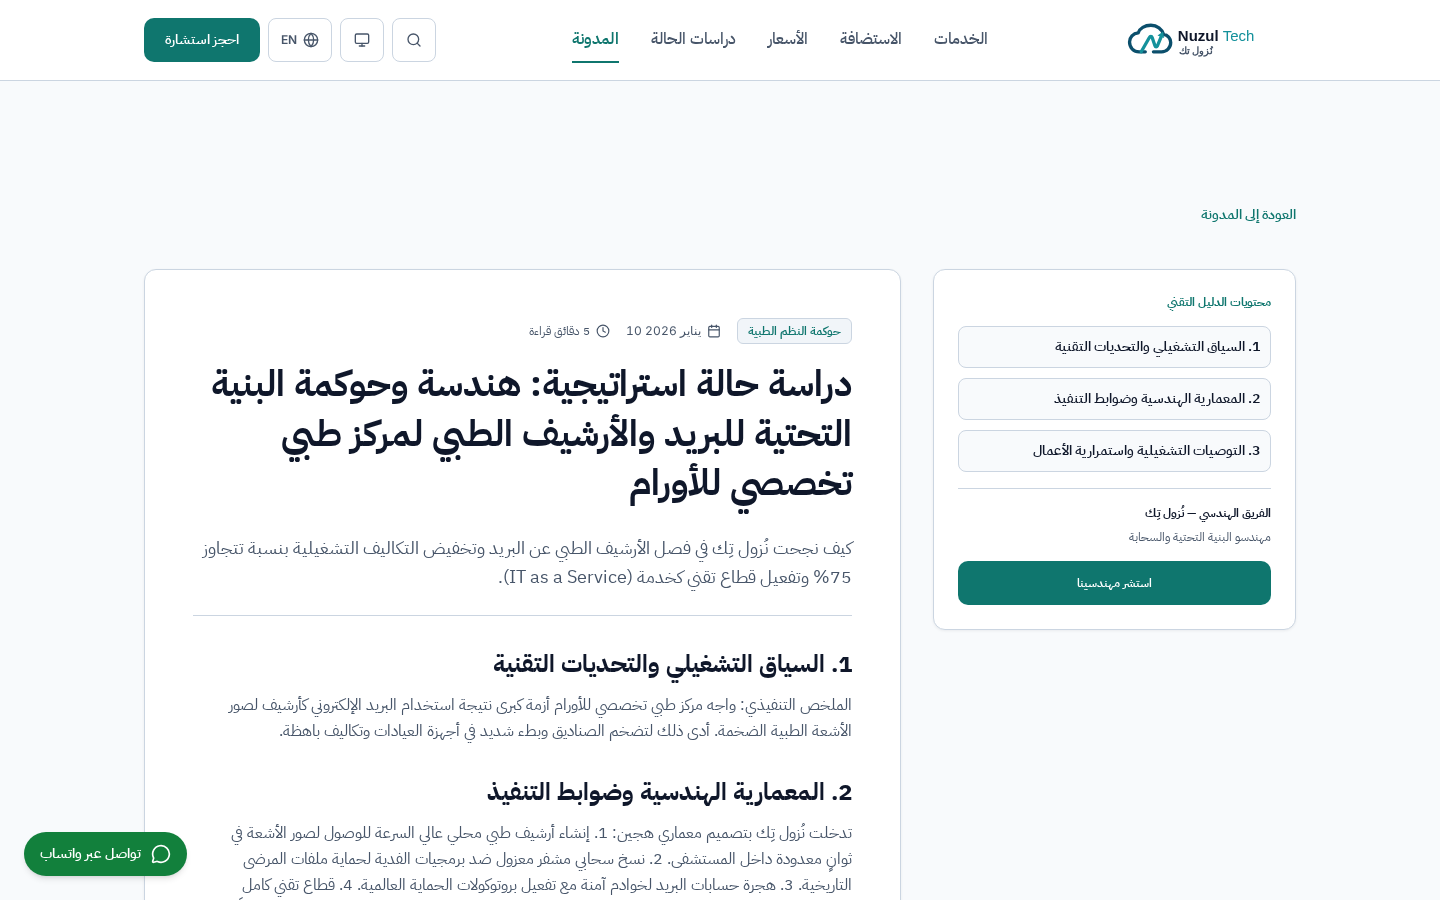 Nuzul Tech
نُزول تك
الخدمات
الاستضافة
الأسعار
دراسات الحالة
المدونة
EN
احجز استشارة
العودة إلى المدونة
محتويات الدليل التقني
1. السياق التشغيلي والتحديات التقنية
2. المعمارية الهندسية وضوابط التنفيذ
3. التوصيات التشغيلية واستمرارية الأعمال
الفريق الهندسي — نُزول تِك
مهندسو البنية التحتية والسحابة
استشر مهندسينا
حوكمة النظم الطبية
10 يناير 2026
5 دقائق قراءة
دراسة حالة استراتيجية: هندسة وحوكمة البنية
التحتية للبريد والأرشيف الطبي لمركز طبي
تخصصي للأورام
كيف نجحت نُزول تِك في فصل الأرشيف الطبي عن البريد وتخفيض التكاليف التشغيلية بنسبة تتجاوز
75% وتفعيل قطاع تقني كخدمة (IT as a Service).
1. السياق التشغيلي والتحديات التقنية
الملخص التنفيذي: واجه مركز طبي تخصصي للأورام أزمة كبرى نتيجة استخدام البريد الإلكتروني كأرشيف لصور
الأشعة الطبية الضخمة. أدى ذلك لتضخم الصناديق وبطء شديد في أجهزة العيادات وتكاليف باهظة.
2. المعمارية الهندسية وضوابط التنفيذ
تدخلت نُزول تِك بتصميم معماري هجين: 1. إنشاء أرشيف طبي محلي عالي السرعة للوصول لصور الأشعة في
ثوانٍ معدودة داخل المستشفى. 2. نسخ سحابي مشفر معزول ضد برمجيات الفدية لحماية ملفات المرضى
التاريخية. 3. هجرة حسابات البريد لخوادم آمنة مع تفعيل بروتوكولات الحماية العالمية. 4. قطاع تقني كامل
تواصل عبر واتساب